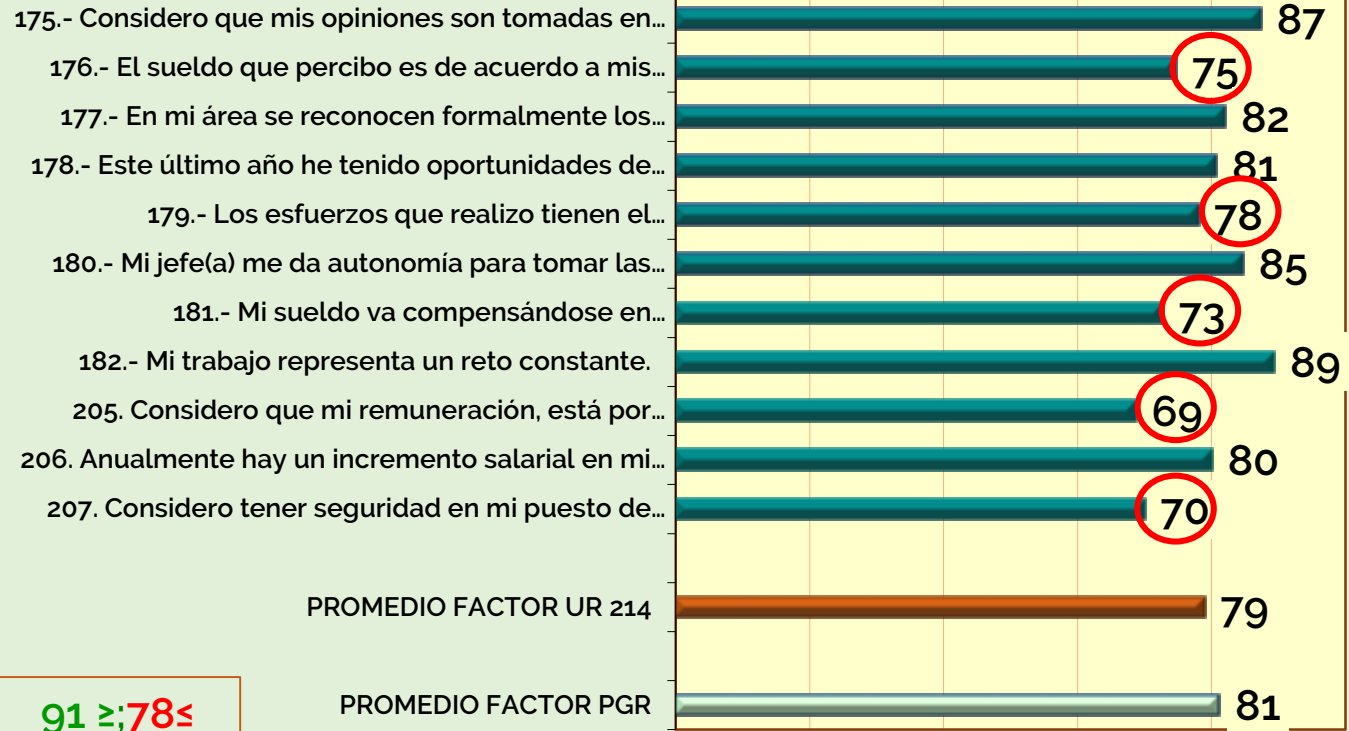 175.- Considero que mis opiniones son tomadas en... 87
176.- El sueldo que percibo es de acuerdo a mis... 75
177.- En mi área se reconocen formalmente los... 82
178.- Este último año he tenido oportunidades de... 81
179.- Los esfuerzos que realizo tienen el... 78
180.- Mi jefe(a) me da autonomía para tomar las... 85
181.- Mi sueldo va compensándose en... 73
182.- Mi trabajo representa un reto constante. 89
205. Considero que mi remuneración, está por... 69
206. Anualmente hay un incremento salarial en mi... 80
207. Considero tener seguridad en mi puesto de... 70
PROMEDIO FACTOR UR 214 79
PROMEDIO FACTOR PGR 81
91 ≥;78≤